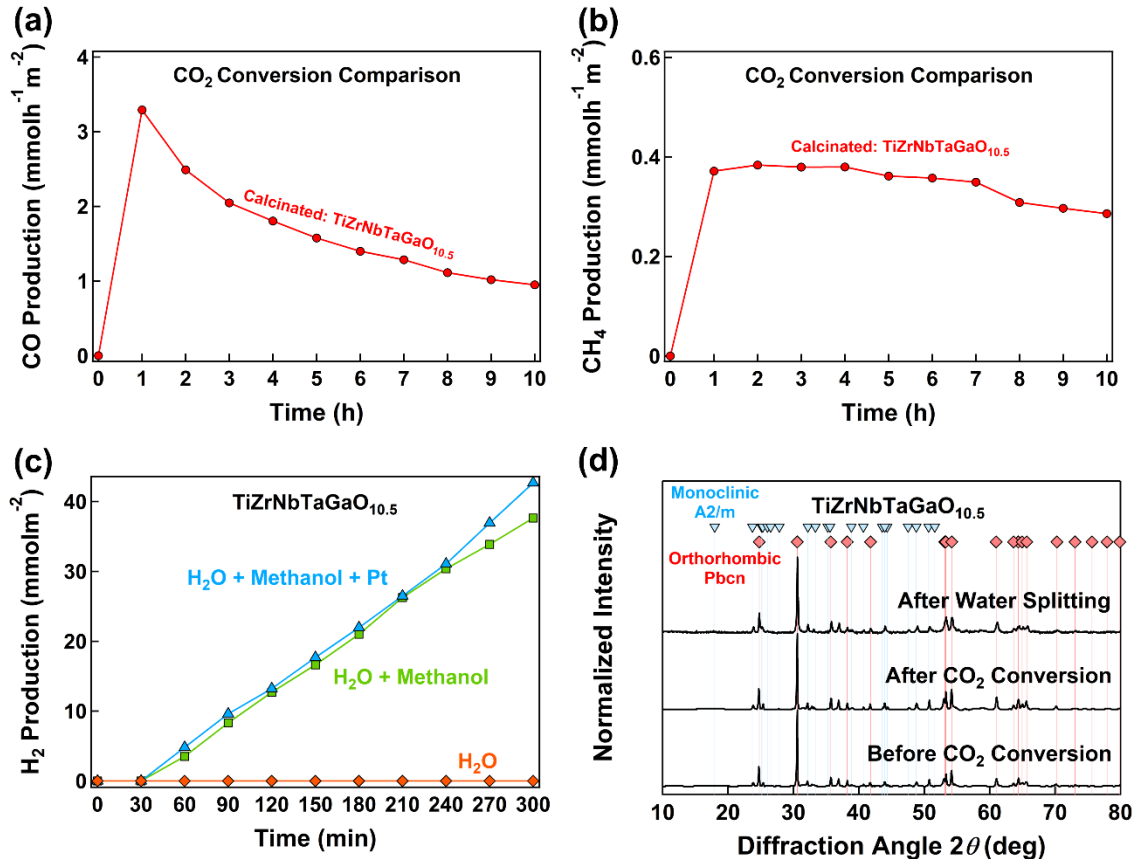 (a)
CO Production (mmolh⁻¹m⁻²)
4
3
2
1
0
CO₂ Conversion Comparison
Calcinated: TiZrNbTaGaO₁₀.₅
0 1 2 3 4 5 6 7 8 9 10
Time (h)
(b)
CH₄ Production (mmolh⁻¹m⁻²)
0.6
0.4
0.2
0
CO₂ Conversion Comparison
Calcinated: TiZrNbTaGaO₁₀.₅
0 1 2 3 4 5 6 7 8 9 10
Time (h)
(c)
H₂ Production (mmolm⁻²)
40
30
20
10
0
TiZrNbTaGaO₁₀.₅
H₂O + Methanol + Pt
H₂O + Methanol
H₂O
0 30 60 90 120 150 180 210 240 270 300
Time (min)
(d)
Normalized Intensity
Monoclinic
A2/m
TiZrNbTaGaO₁₀.₅
Orthorhombic
Pbcn
After Water Splitting
After CO₂ Conversion
Before CO₂ Conversion
10 20 30 40 50 60 70 80
Diffraction Angle 2θ (deg)